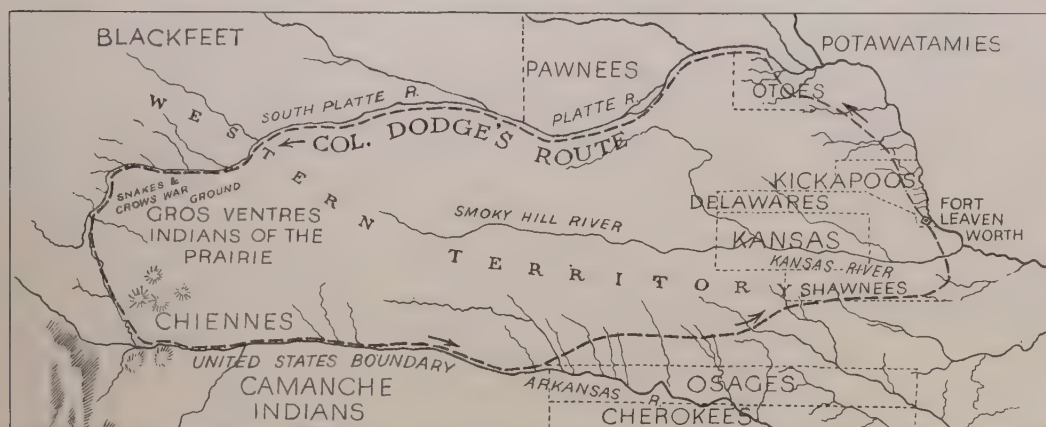 BLACKFEET
PAWNEES
POTAWATAMIES
OTOES
SOUTH PLATTE R.
PLATTE R.
WESTERN TERRITORY
← COL. DODGE'S ROUTE
SNAKES &
CROWS WAR GROUND
GROS VENTRES
INDIANS OF THE
PRAIRIE
KICKAPOOS
DELAWARES
SMOKY HILL RIVER
KANSAS
KANSAS RIVER
FORT
LEAVEN
WORTH
SHAWNEES
CHIENNES
UNITED STATES BOUNDARY
CAMANCHE
INDIANS
ARKANSAS R.
OSAGES
CHEROKEES